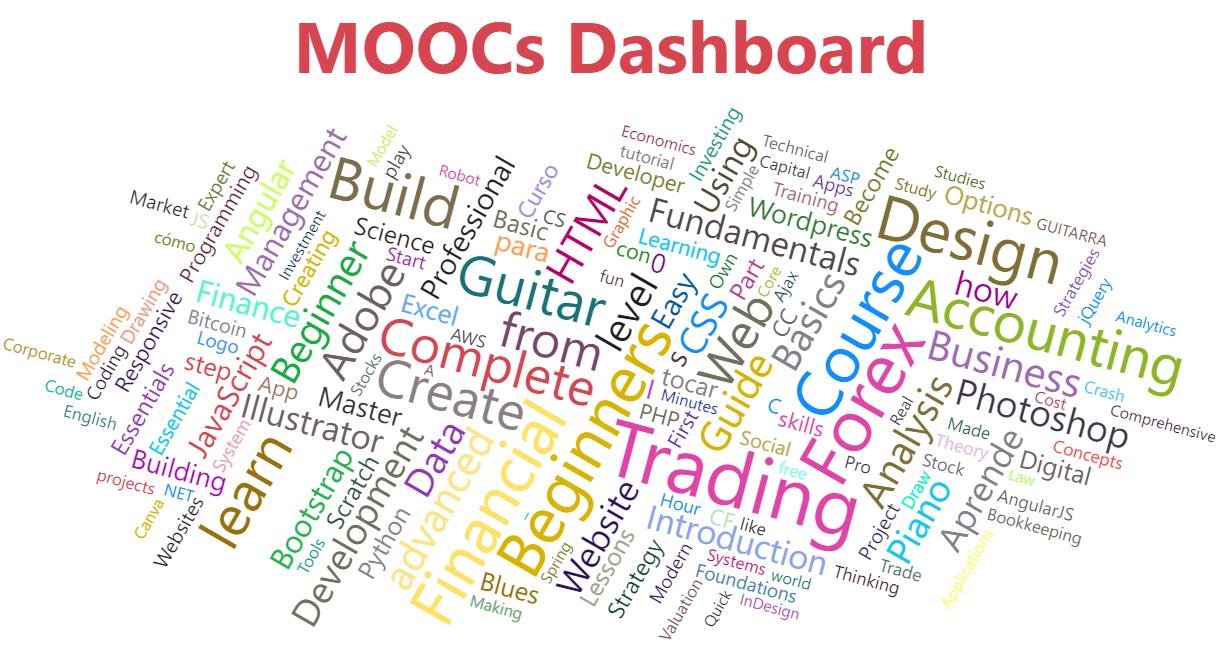 MOOCs Dashboard
Economics
tutorial
Investing
Technical
Model
play
Robot
Developer
Using
Simple
Capital
Apps
ASP
Training
Become
Studies
Study
Options
GUITARRA
Market
JS
Expert
Programming
Angular
Management
Build
Professional
Curso
Basic
CS
Graphic
HTML
Fundamentals
Wordpress
Design
cómo
Investment
Creating
Science
Start
para
con
0
Learning
Own
Part
Core
Ajax
how
Strategies
jQuery
Analytics
Modeling
Drawing
Responsive
Coding
Finance
Bitcoin
Logo
Beginner
Adobe
Excel
AWS
Guitar
fun
from
level
Easy
CSS
s
Web
CC
Basics
Course
Accounting
Corporate
Code
English
Essentials
Essential
step
JavaScript
App
Stocks
A
Complete
Create
Master
Illustrator
l
tocar
Minutes
PHP
First
Guide
C
skills
Social
Forex
Business
Real
Crash
Cost
Comprehensive
Photoshop
Building
System
projects
NET
Canva
Websites
learn
Bootstrap
Scratch
Tools
Development
Data
Python
advanced
Financial
Beginners
Trading
free
Pro
Analysis
Made
Theory
Stock
Law
Concepts
Digital
Draw
Aprende
AngularJS
Bookkeeping
Piano
Project
Hour
CF
like
Introduction
Website
Spring
Blues
Making
Lessons
Strategy
Modern
Systems
world
Foundations
Valuation
Quick
InDesign
Thinking
Trade
Applications